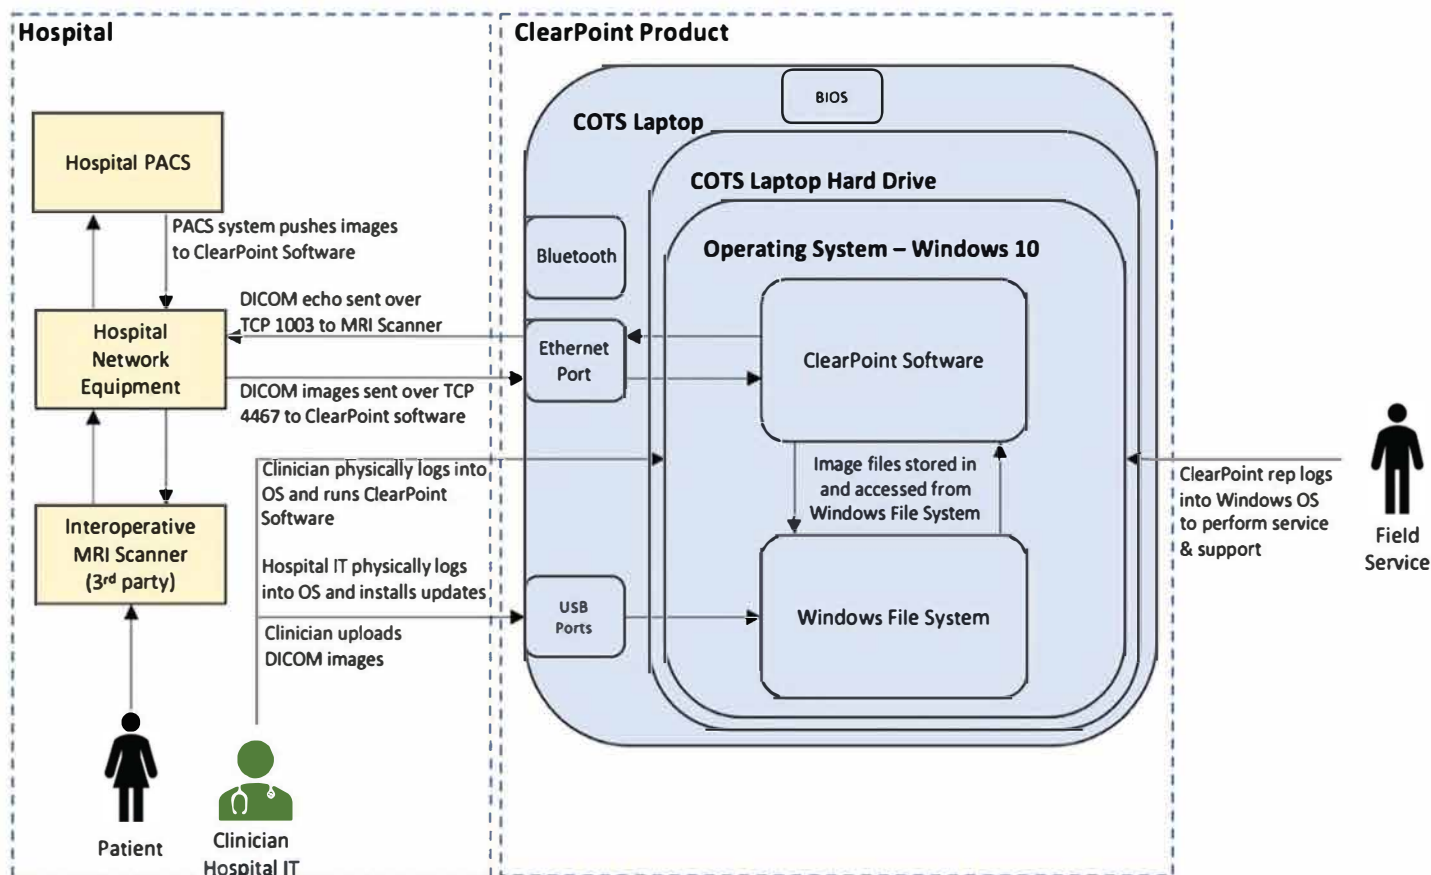 Hospital
ClearPoint Product
BIOS
COTS Laptop
Hospital PACS
COTS Laptop Hard Drive
PACS system pushes images
to ClearPoint Software
Bluetooth
Operating System – Windows 10
DICOM echo sent over
TCP 1003 to MRI Scanner
Hospital
Network
Equipment
Ethernet
Port
ClearPoint Software
DICOM images sent over TCP
4467 to ClearPoint software
Clinician physically logs into
OS and runs ClearPoint
Software
Image files stored in
and accessed from
Windows File System
ClearPoint rep logs
into Windows OS
to perform service
& support
Field
Service
Interoperative
MRI Scanner
(3rd party)
Hospital IT physically logs
into OS and installs updates
USB
Ports
Windows File System
Clinician uploads
DICOM images
Patient
Clinician
Hospital IT